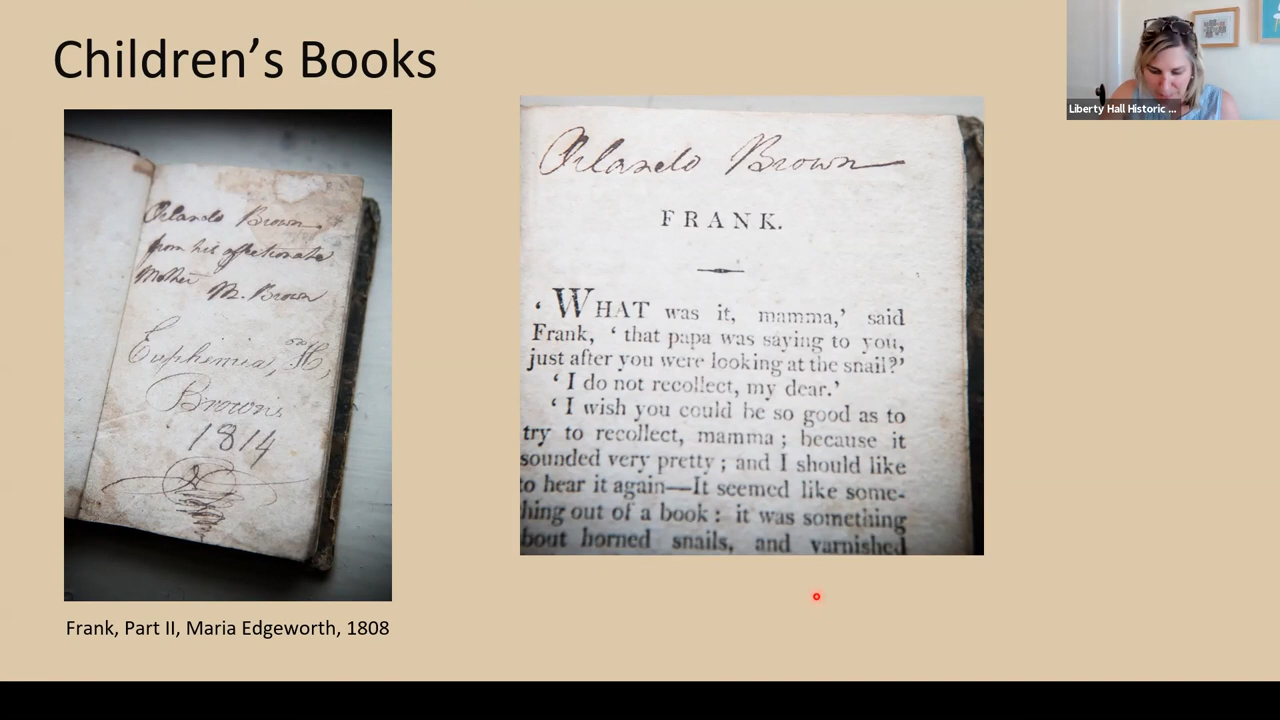 Children's Books
Orlando Brown
from his affectionate
Mother
M. Brown
Euphemia, H,
Brown,
1814
Frank, Part II, Maria Edgeworth, 1808
Orlando Brown
FRANK.
‘ WHAT was it, mamma,’ said
Frank, ‘ that papa was saying to you,
just after you were looking at the snail?’
‘ I do not recollect, my dear.’
‘ I wish you could be so good as to
try to recollect, mamma ; because it
sounded very pretty ; and I should like
to hear it again—It seemed like some-
hing out of a book : it was something
bout horned snails, and varnished
Liberty Hall Historic ...